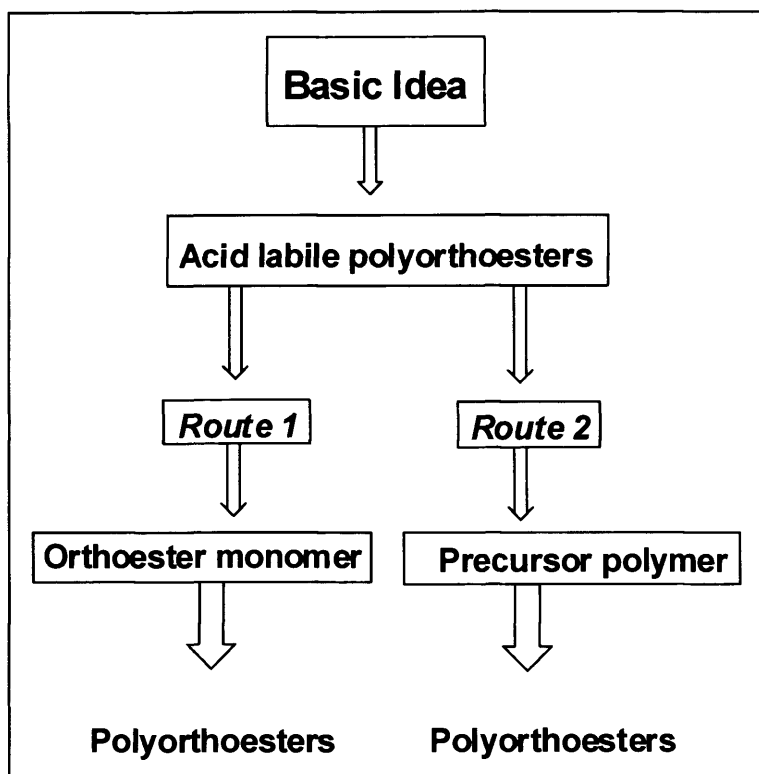 Basic Idea
Acid labile polyorthoesters
Route 1
Route 2
Orthoester monomer
Precursor polymer
Polyorthoesters
Polyorthoesters